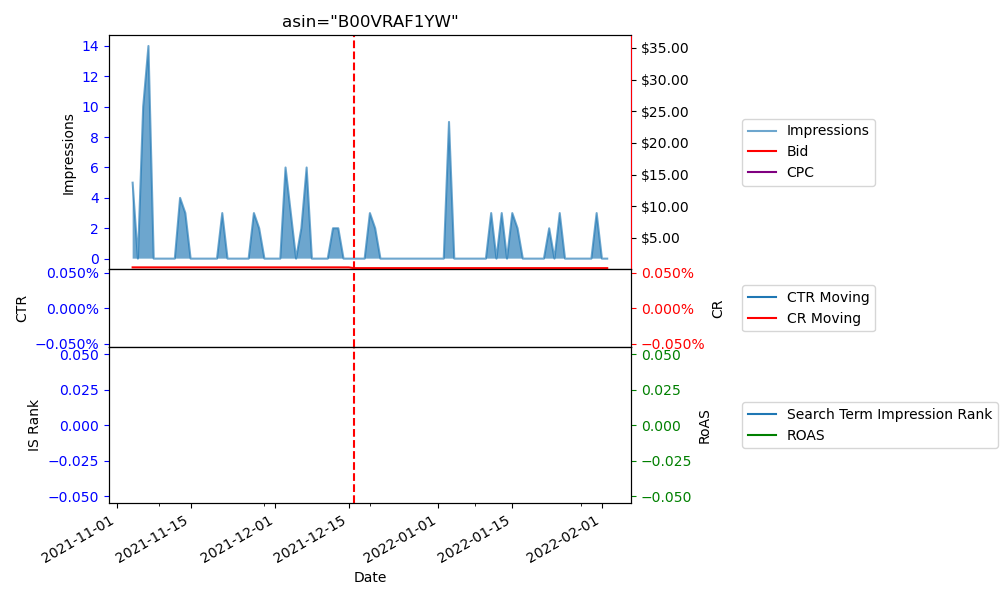 asin="B00VRAF1YW"
Impressions
14
12
10
8
6
4
2
0
$35.00
$30.00
$25.00
$20.00
$15.00
$10.00
$5.00
Impressions
Bid
CPC
CTR
0.050%
0.000%
−0.050%
0.050%
0.000%
−0.050%
CR
CTR Moving
CR Moving
IS Rank
0.050
0.025
0.000
−0.025
−0.050
0.050
0.025
0.000
−0.025
−0.050
RoAS
Search Term Impression Rank
ROAS
2021-11-01
2021-11-15
2021-12-01
2021-12-15
2022-01-01
2022-01-15
2022-02-01
Date